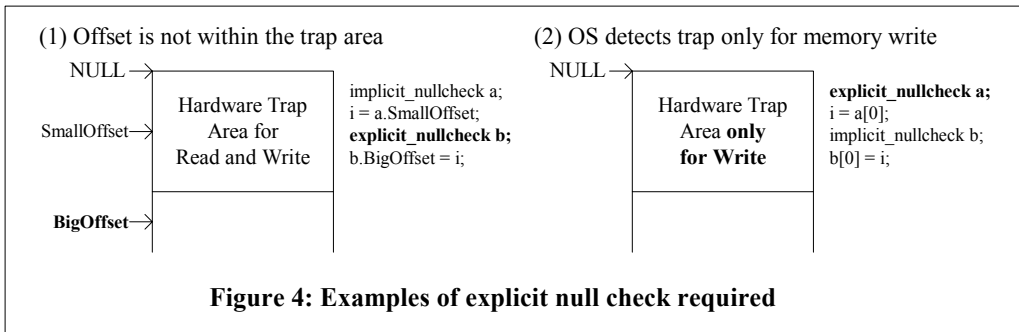 (1) Offset is not within the trap area
NULL
SmallOffset
BigOffset
Hardware Trap
Area for
Read and Write
implicit_nullcheck a;
i = a.SmallOffset;
explicit_nullcheck b;
b.BigOffset = i;
(2) OS detects trap only for memory write
NULL
Hardware Trap
Area only
for Write
explicit_nullcheck a;
i = a[0];
implicit_nullcheck b;
b[0] = i;
Figure 4: Examples of explicit null check required